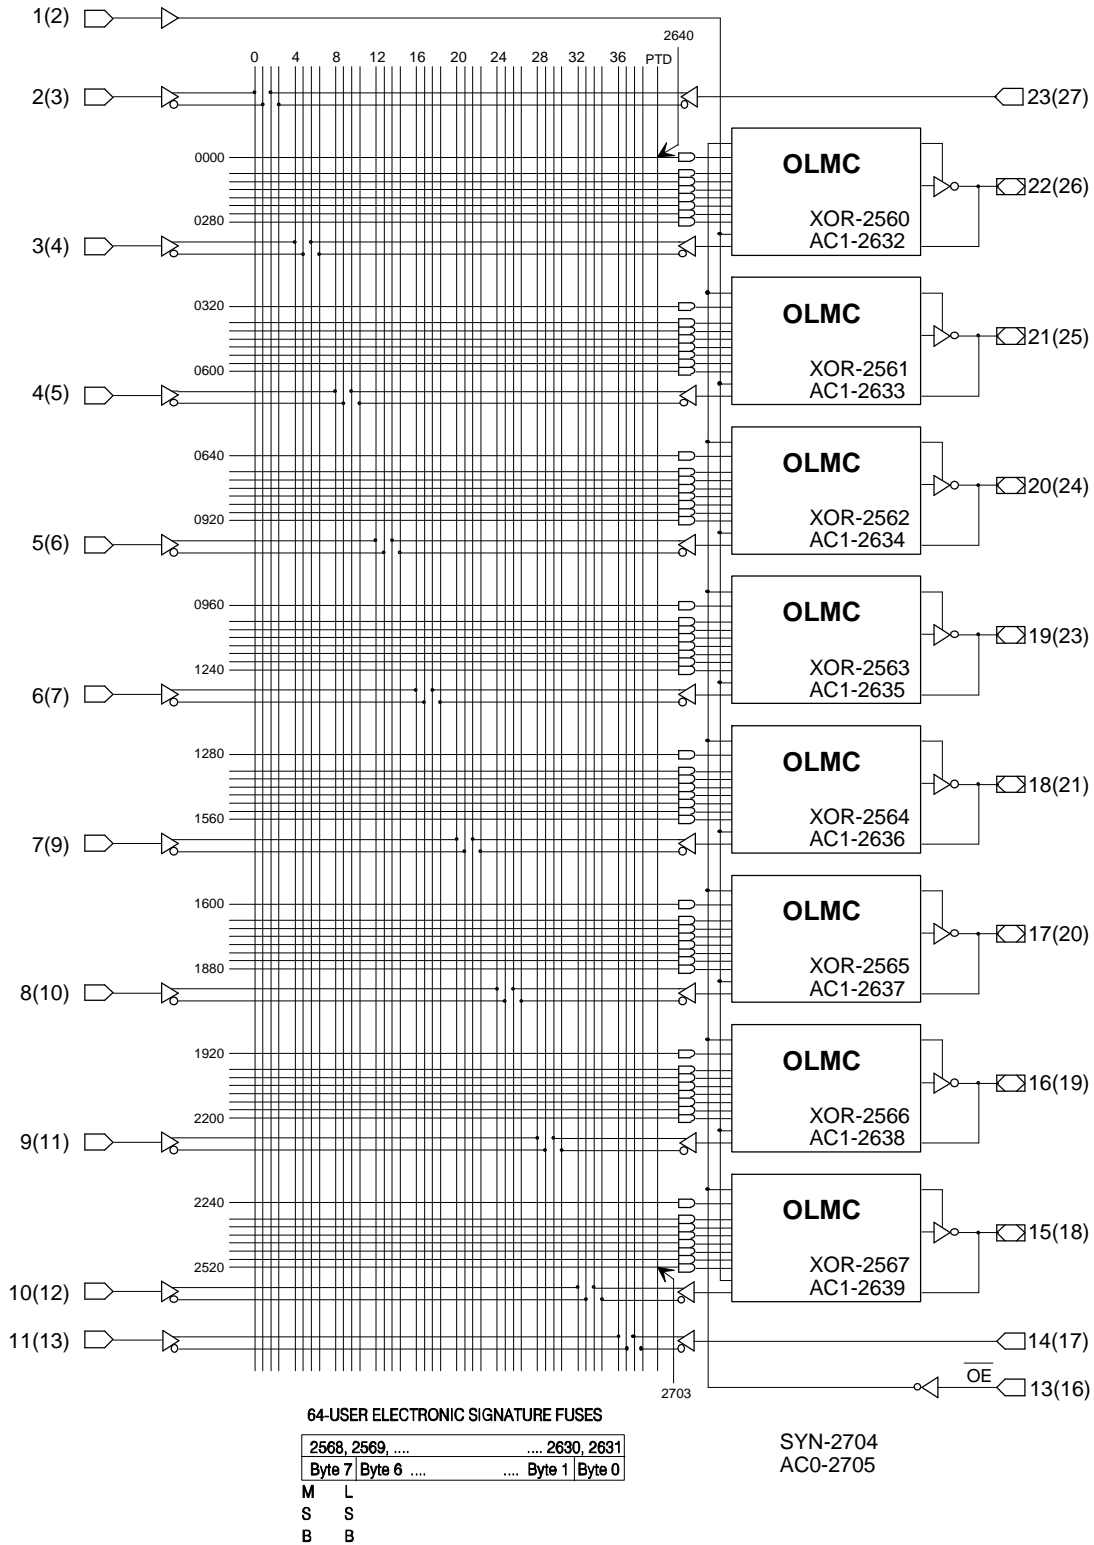 1(2)
2640
0 4 8 12 16 20 24 28 32 36 PTD
2(3)
23(27)
0000
OLMC
22(26)
0280
XOR-2560
3(4)
AC1-2632
0320
OLMC
21(25)
0600
XOR-2561
4(5)
AC1-2633
0640
OLMC
20(24)
0920
XOR-2562
5(6)
AC1-2634
0960
OLMC
19(23)
1240
XOR-2563
6(7)
AC1-2635
1280
OLMC
18(21)
1560
XOR-2564
7(9)
AC1-2636
1600
OLMC
17(20)
1880
XOR-2565
8(10)
AC1-2637
1920
OLMC
16(19)
2200
XOR-2566
9(11)
AC1-2638
2240
OLMC
15(18)
2520
XOR-2567
10(12)
AC1-2639
11(13)
14(17)
OE
13(16)
2703
64-USER ELECTRONIC SIGNATURE FUSES
2568, 2569, .... .... 2630, 2631
Byte 7 Byte 6 .... .... Byte 1 Byte 0
M L
S S
B B
SYN-2704
AC0-2705